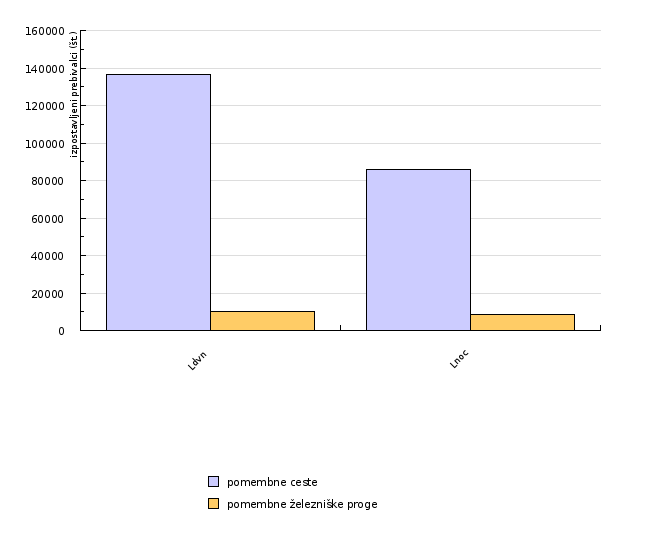 160000
140000
120000
100000
80000
60000
40000
20000
0
izpostavljeni prebivalci (št.)
Ldvn
Lnoc
pomembne ceste
pomembne železniške proge